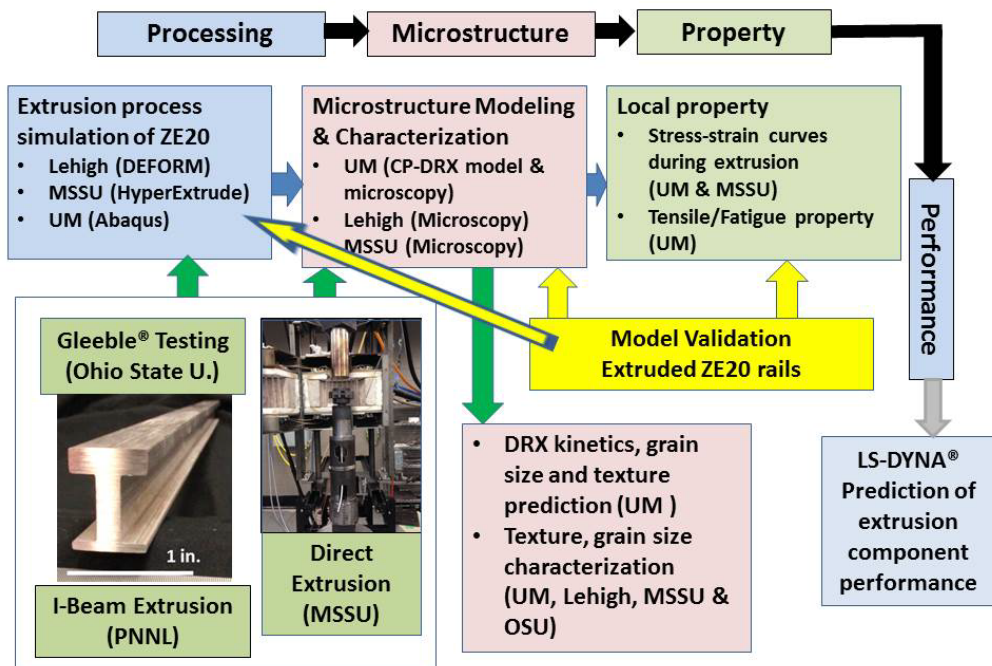 Processing
Microstructure
Property
Extrusion process
simulation of ZE20
• Lehigh (DEFORM)
• MSSU (HyperExtrude)
• UM (Abaqus)
Microstructure Modeling
& Characterization
• UM (CP-DRX model &
microscopy)
• Lehigh (Microscopy)
• MSSU (Microscopy)
Local property
• Stress-strain curves
during extrusion
(UM & MSSU)
• Tensile/Fatigue property
(UM)
Performance
Gleeble® Testing
(Ohio State U.)
1 in.
I-Beam Extrusion
(PNNL)
Direct
Extrusion
(MSSU)
Model Validation
Extruded ZE20 rails
• DRX kinetics, grain
size and texture
prediction (UM )
• Texture, grain size
characterization
(UM, Lehigh, MSSU &
OSU)
LS-DYNA®
Prediction of
extrusion
component
performance